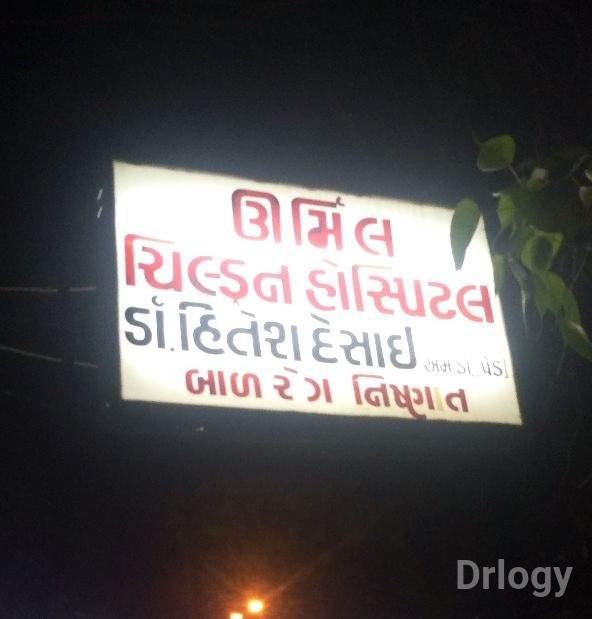 ઊર્મિલ
ચિલ્ડ્રન હોસ્પિટલ
ડૉ. હિતેશ દેસાઇ એમ.ડી. પેડ
બાળ રોગ નિષ્ણાત
Drlogy